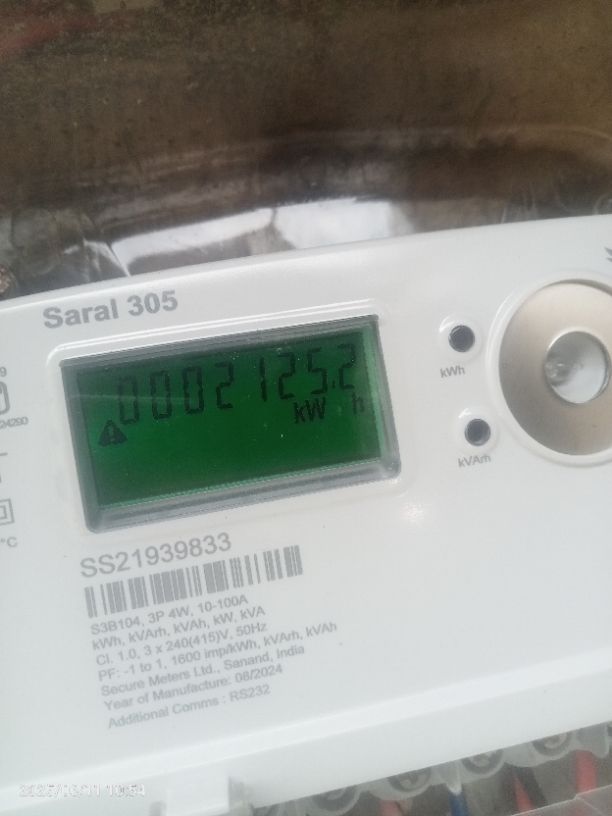 Saral 305
0002125.2
kW h
kWh
kVArh
°C
SS21939833
S3B104, 3P 4W, 10-100A
kWh, kVArh, kVAh, kW, kVA
Cl. 1.0, 3 x 240(415)V, 50Hz
PF: -1 to 1, 1600 imp/kWh, kVArh, kVAh
Secure Meters Ltd., Sanand, India
Year of Manufacture: 08/2024
Additional Comms : RS232